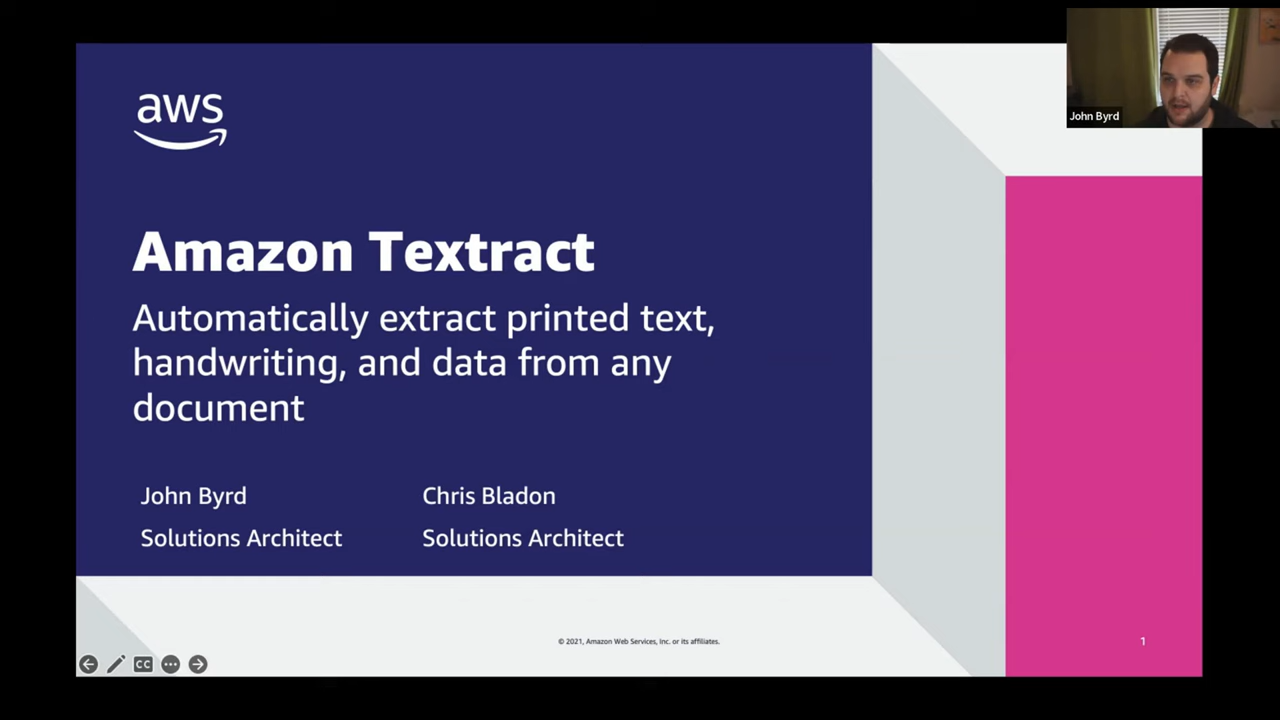 John Byrd
aws
Amazon Textract
Automatically extract printed text,
handwriting, and data from any
document
John Byrd
Solutions Architect
Chris Bladon
Solutions Architect
© 2021, Amazon Web Services, Inc. or its affiliates.
1
CC